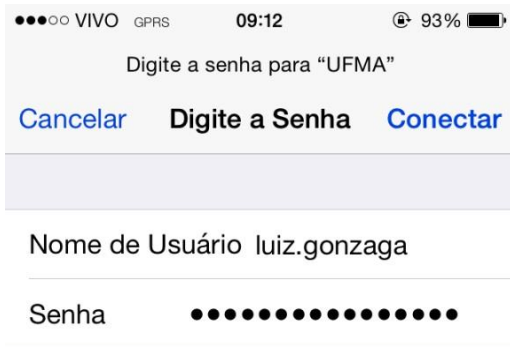 VIVO GPRS 09:12 93%
Digite a senha para “UFMA”
Cancelar Digite a Senha Conectar
Nome de Usuário luiz.gonzaga
Senha ●●●●●●●●●●●●●●●●